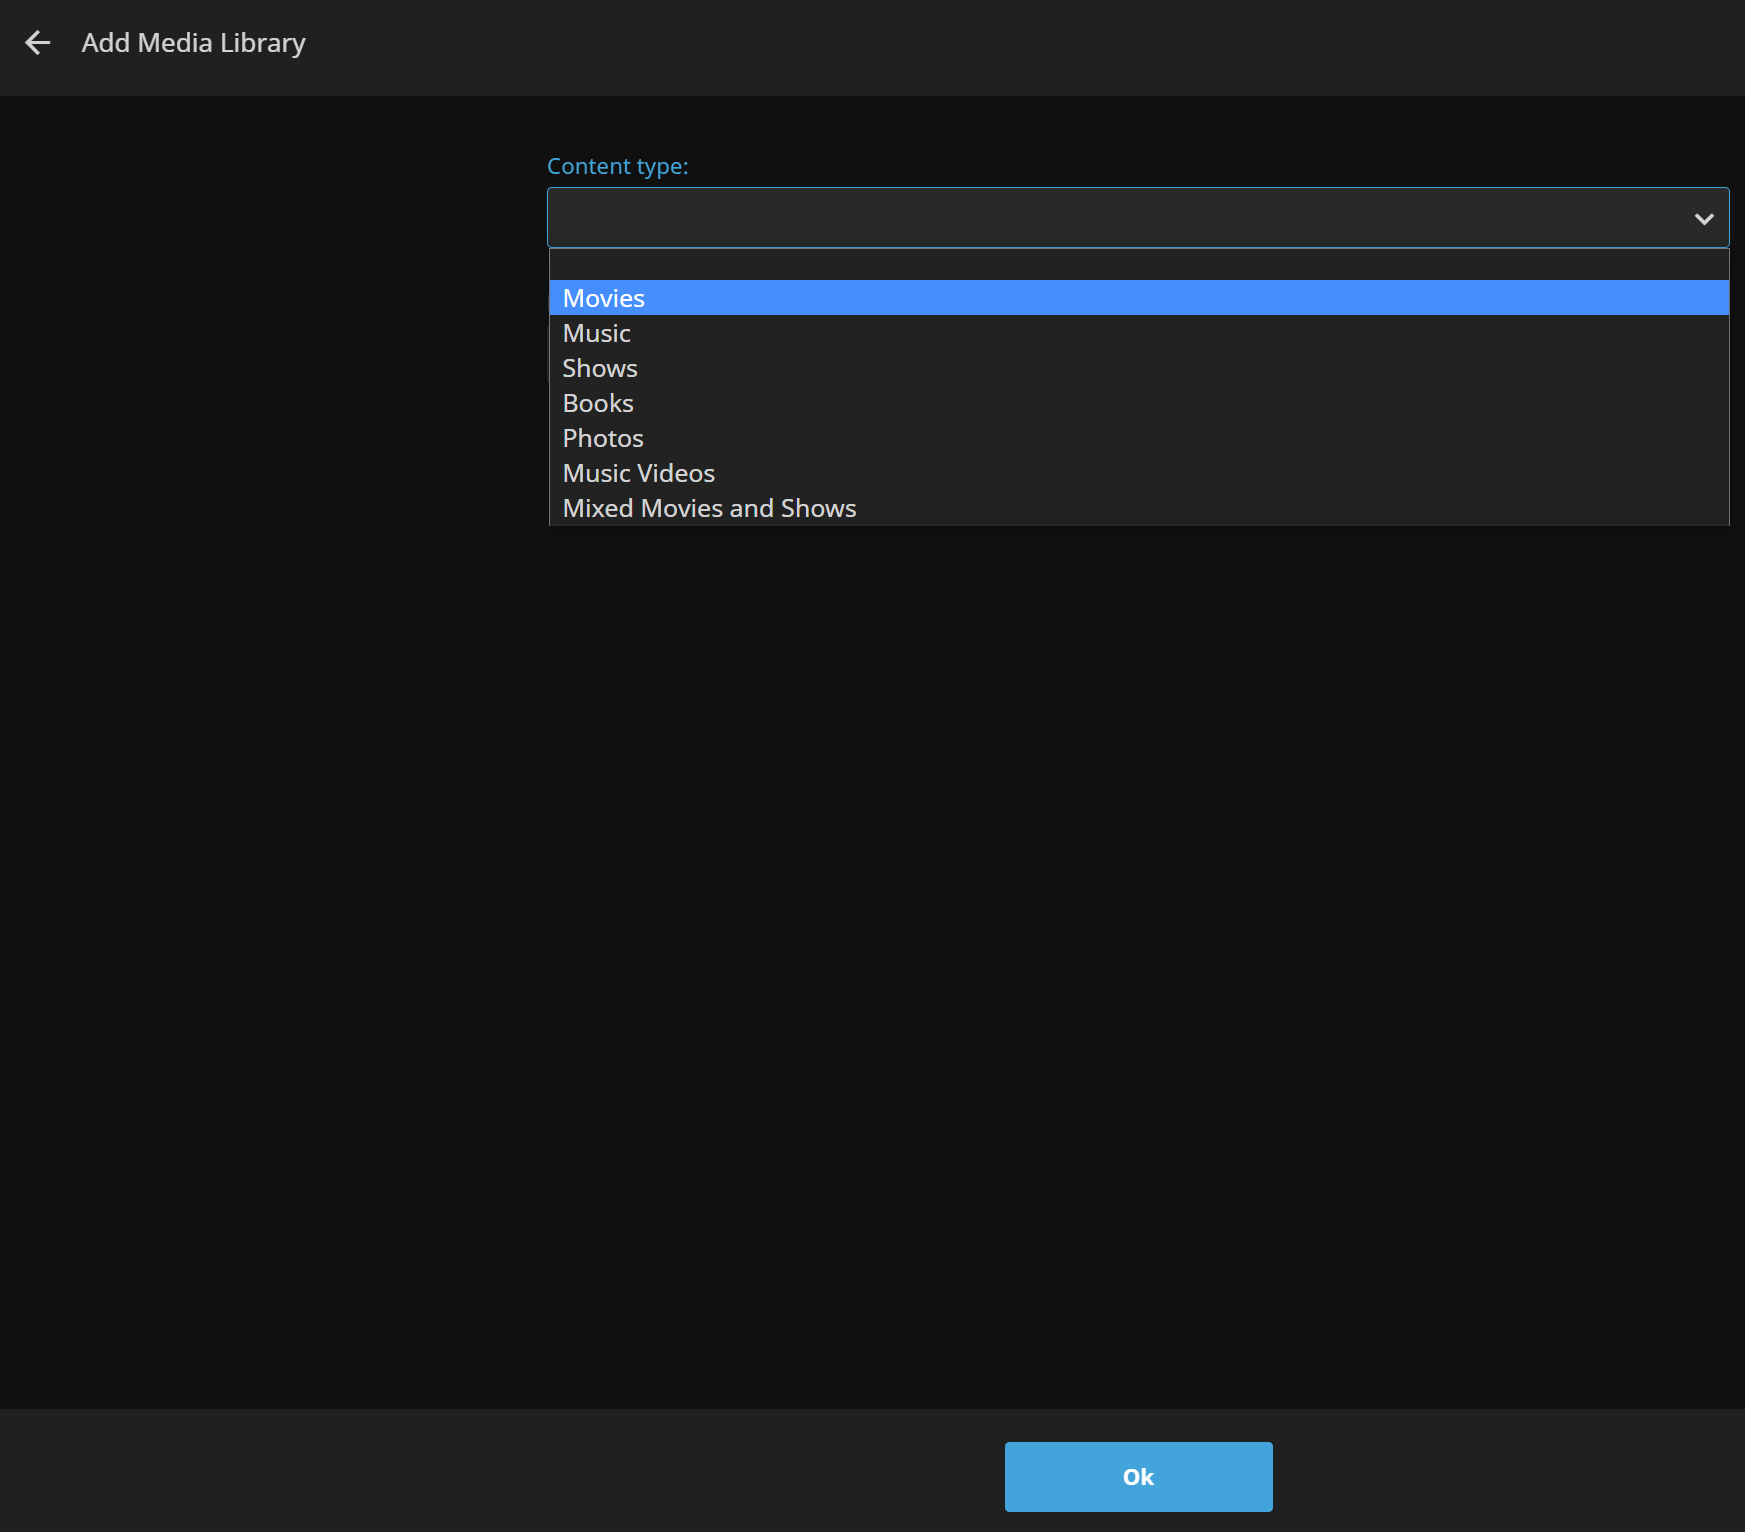 Add Media Library
Content type:
Movies
Music
Shows
Books
Photos
Music Videos
Mixed Movies and Shows
Ok